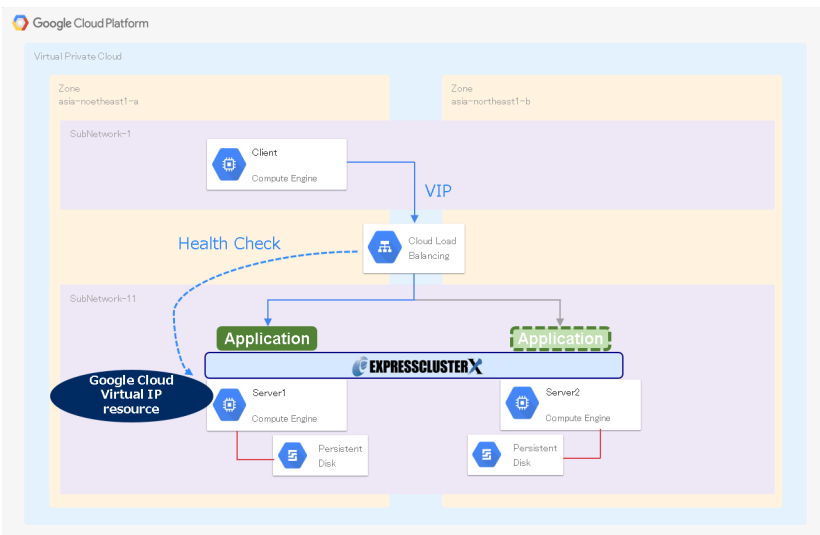 Google Cloud Platform
Virtual Private Cloud
Zone
asia-noetheast1-a
Zone
asia-northeast1-b
SubNetwork-1
Client
Compute Engine
VIP
Cloud Load
Balancing
Health Check
SubNetwork-11
Application
Application
EXPRESSCLUSTER X
Google Cloud
Virtual IP
resource
Server1
Compute Engine
Server2
Compute Engine
Persistent
Disk
Persistent
Disk